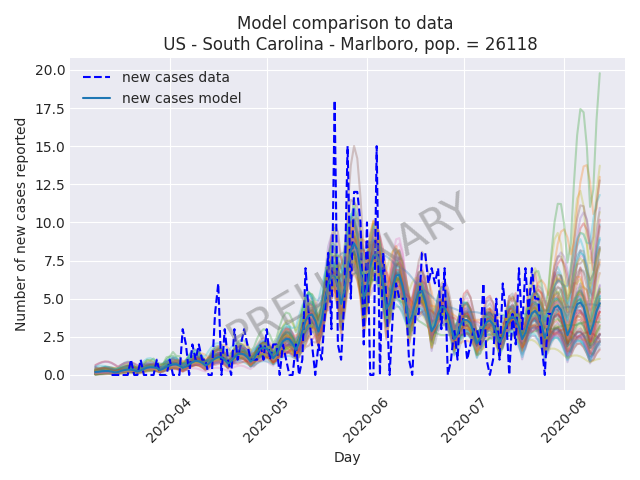 Model comparison to data
US - South Carolina - Marlboro, pop. = 26118
new cases data
new cases model
Number of new cases reported
20.0
17.5
15.0
12.5
10.0
7.5
5.0
2.5
0.0
PRELIMINARY
2020-04
2020-05
2020-06
2020-07
2020-08
Day